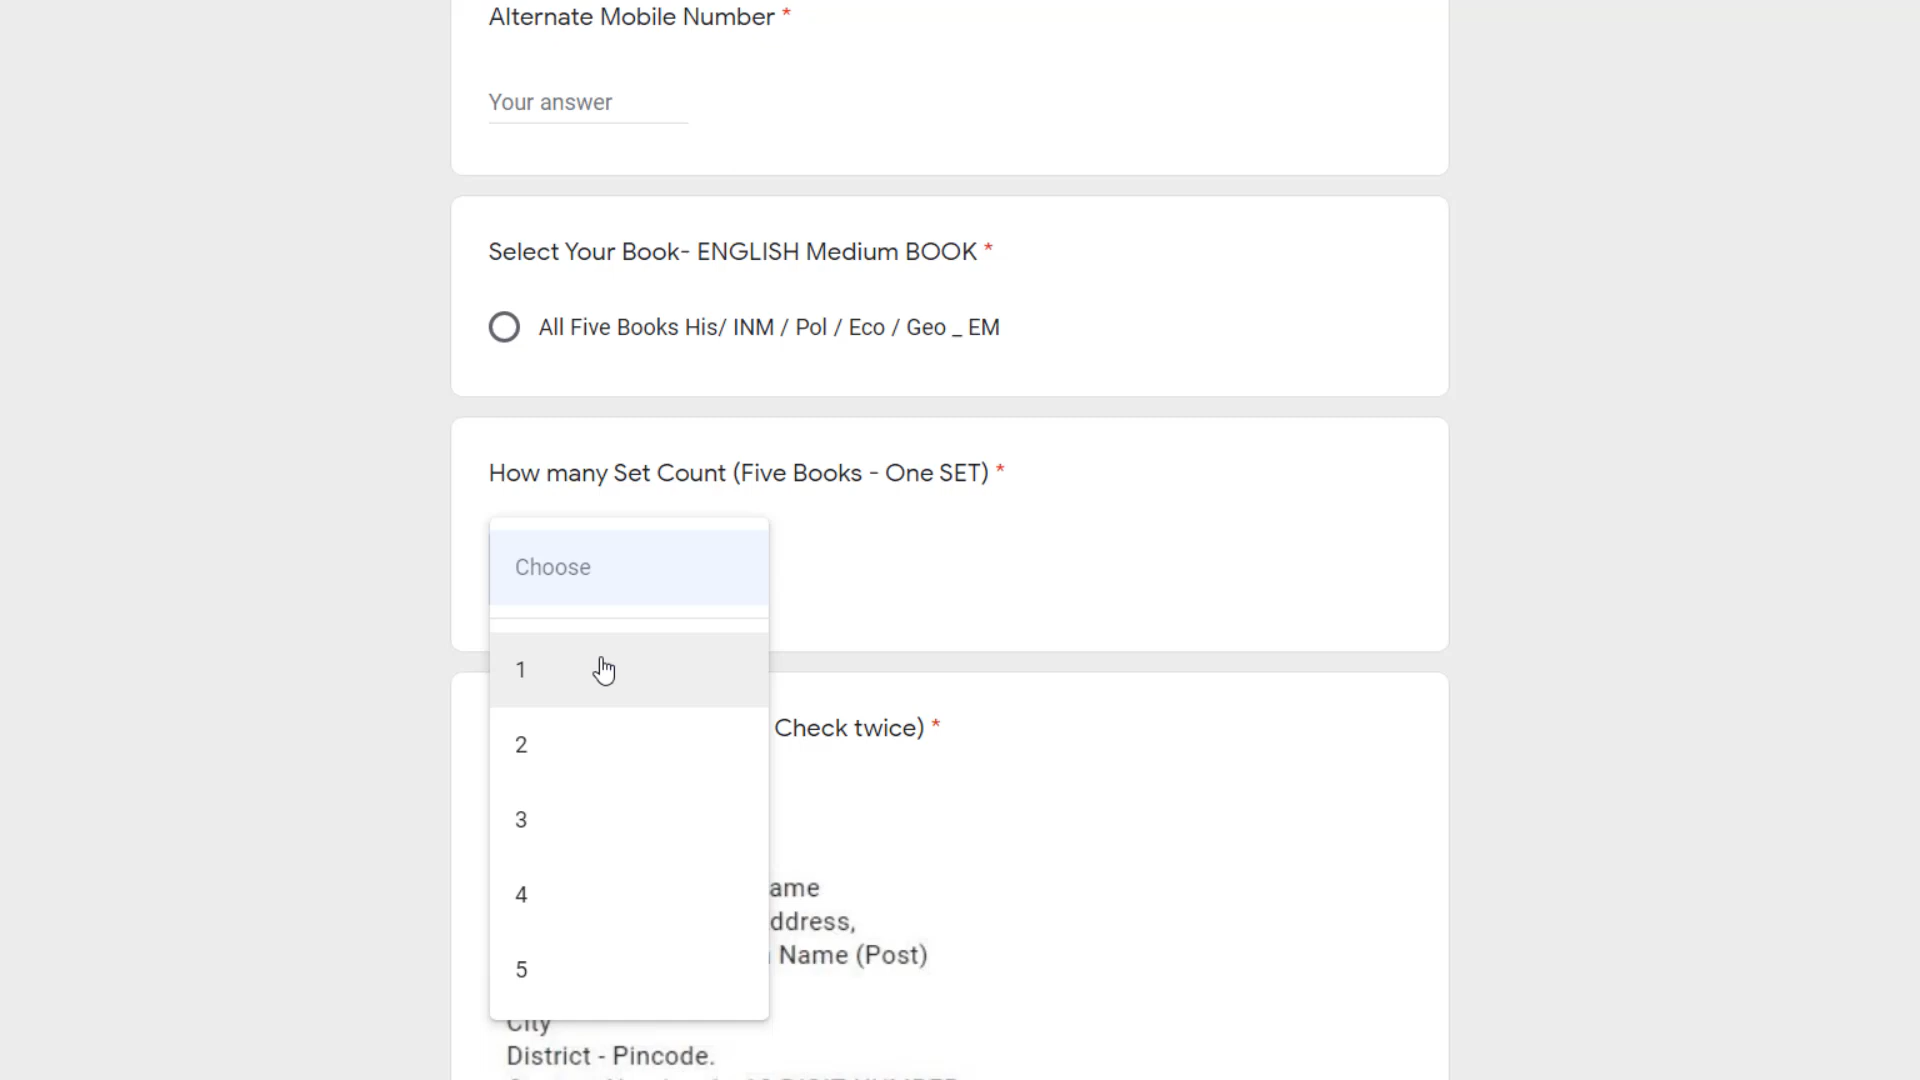 Alternate Mobile Number *
Your answer
Select Your Book- ENGLISH Medium BOOK *
All Five Books His/ INM / Pol / Eco / Geo _ EM
How many Set Count (Five Books - One SET) *
Choose
1
2
3
4
5
Check twice) *
ame
ddress,
Name (Post)
City
District - Pincode.